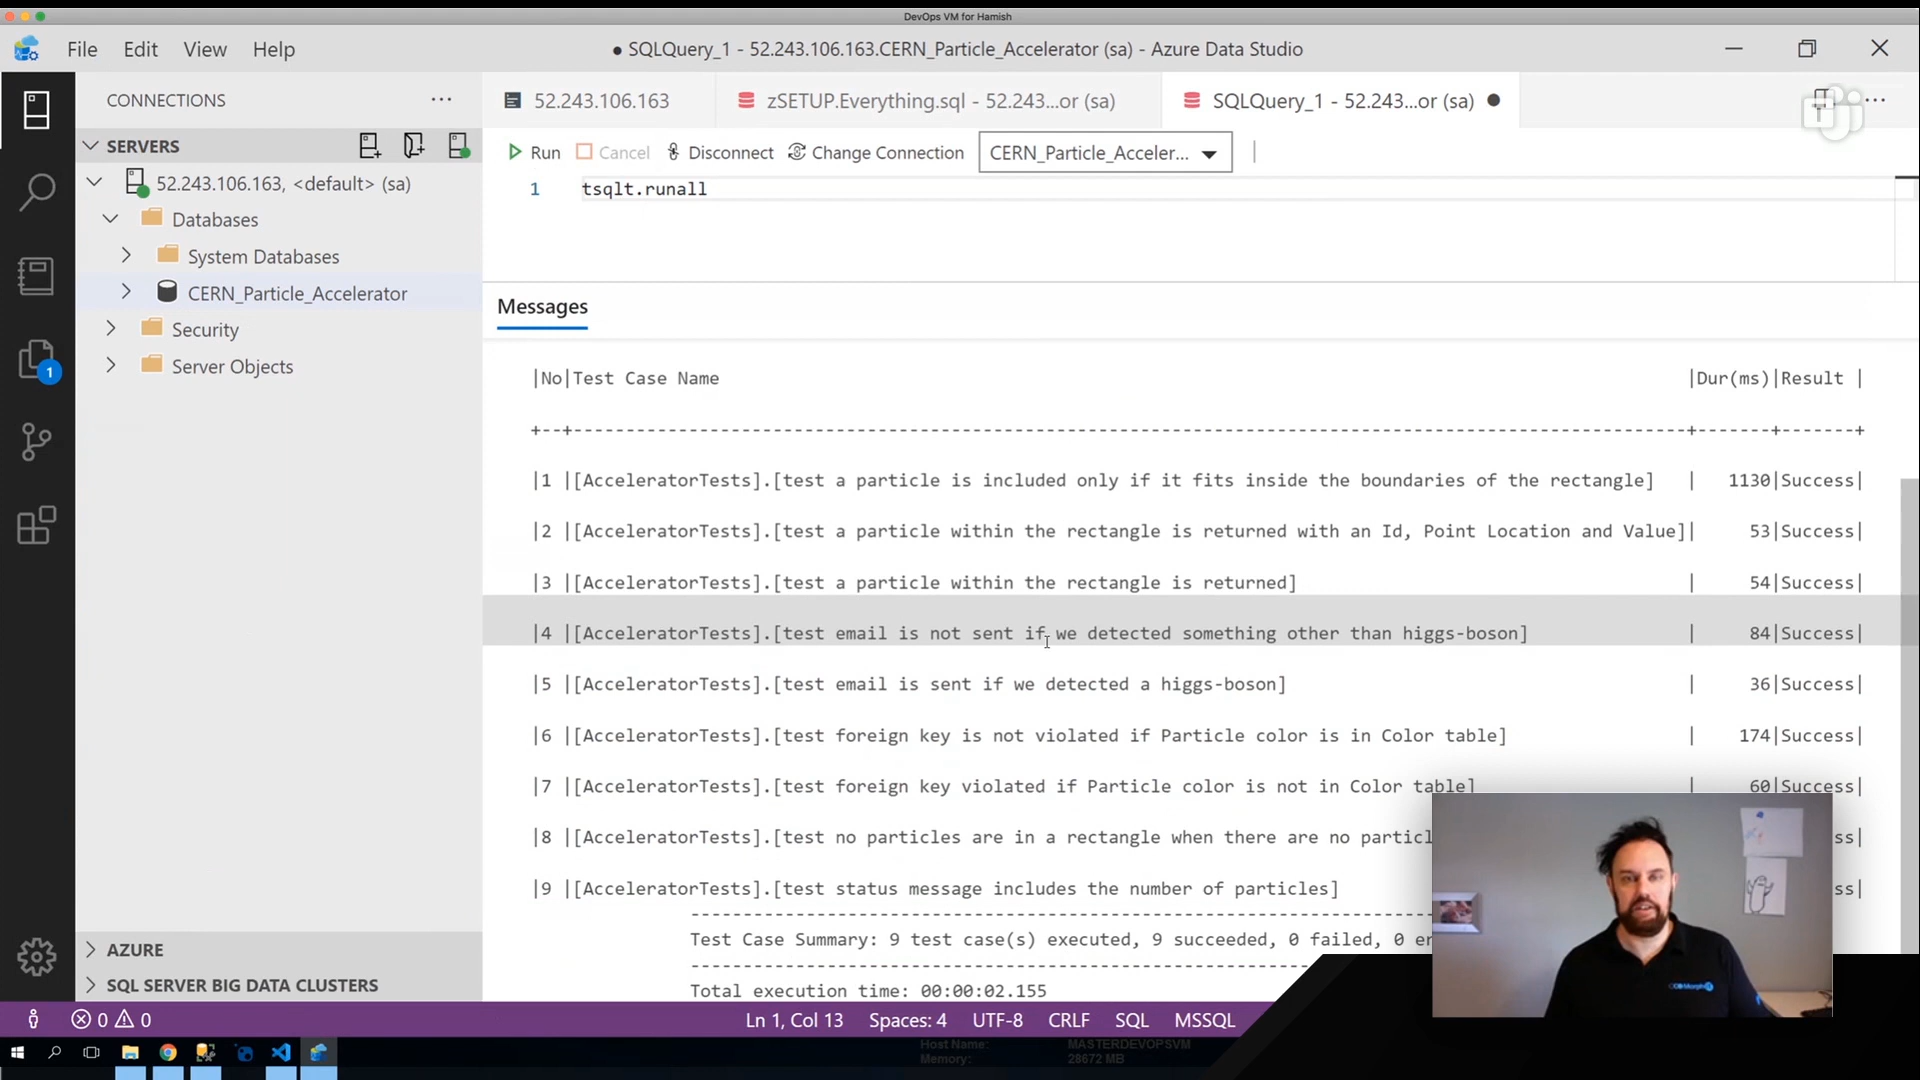 DevOps VM for Hamish
File Edit View Help
● SQLQuery_1 - 52.243.106.163.CERN_Particle_Accelerator (sa) - Azure Data Studio
CONNECTIONS
52.243.106.163
zSETUP.Everything.sql - 52.243...or (sa)
SQLQuery_1 - 52.243...or (sa)
SERVERS
Run Cancel Disconnect Change Connection CERN_Particle_Acceler...
52.243.106.163, <default> (sa)
1 tsqlt.runall
Databases
System Databases
CERN_Particle_Accelerator
Security
Server Objects
Messages
|No|Test Case Name |Dur(ms)|Result |
|1 |[AcceleratorTests].[test a particle is included only if it fits inside the boundaries of the rectangle] | 1130|Success|
|2 |[AcceleratorTests].[test a particle within the rectangle is returned with an Id, Point Location and Value]| 53|Success|
|3 |[AcceleratorTests].[test a particle within the rectangle is returned] | 54|Success|
|4 |[AcceleratorTests].[test email is not sent if we detected something other than higgs-boson] | 84|Success|
|5 |[AcceleratorTests].[test email is sent if we detected a higgs-boson] | 36|Success|
|6 |[AcceleratorTests].[test foreign key is not violated if Particle color is in Color table] | 174|Success|
|7 |[AcceleratorTests].[test foreign key violated if Particle color is not in Color table] | 60|Success|
|8 |[AcceleratorTests].[test no particles are in a rectangle when there are no particl ss|
|9 |[AcceleratorTests].[test status message includes the number of particles] ss|
Test Case Summary: 9 test case(s) executed, 9 succeeded, 0 failed, 0 er
Total execution time: 00:00:02.155
AZURE
SQL SERVER BIG DATA CLUSTERS
1
0 0
Ln 1, Col 13 Spaces: 4 UTF-8 CRLF SQL MSSQL
Host Name: MASTERDEVOPSVM
Memory: 28672 MB